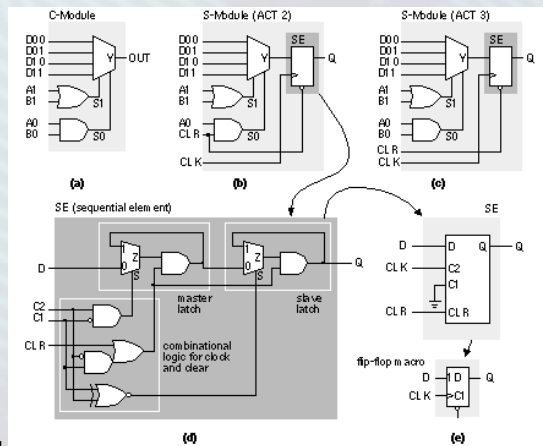 C-Module
D00
D01
D10
D11
Y
OUT
A1
B1
S1
A0
B0
S0
(a)
S-Module (ACT 2)
SE
D00
D01
D10
D11
Y
Q
A1
B1
S1
A0
CLR
S0
CLK
(b)
S-Module (ACT 3)
SE
D00
D01
D10
D11
Y
Q
A1
B1
S1
A0
B0
S0
CLR
CLK
(c)
SE (sequential element)
1
0
Z
S
D
master
latch
1
0
Z
S
Q
slave
latch
C2
C1
CLR
combinational
logic for clock
and clear
(d)
SE
D
D
Q
Q
CLK
C2
C1
CLR
CLR
flip-flop macro
D
1D
Q
CLK
C1
(e)